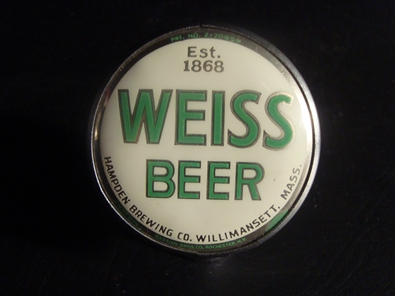 Est.
1868
WEISS
BEER
HAMPDEN BREWING CO. WILLIMANSETT, MASS.